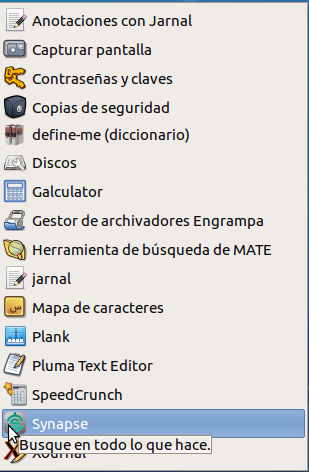 Anotaciones con Jarnal
Capturar pantalla
Contraseñas y claves
Copias de seguridad
define-me (diccionario)
Discos
Galculator
Gestor de archivadores Engrampa
Herramienta de búsqueda de MATE
jarnal
Mapa de caracteres
Plank
Pluma Text Editor
SpeedCrunch
Synapse
Busque en todo lo que hace.
Xournal